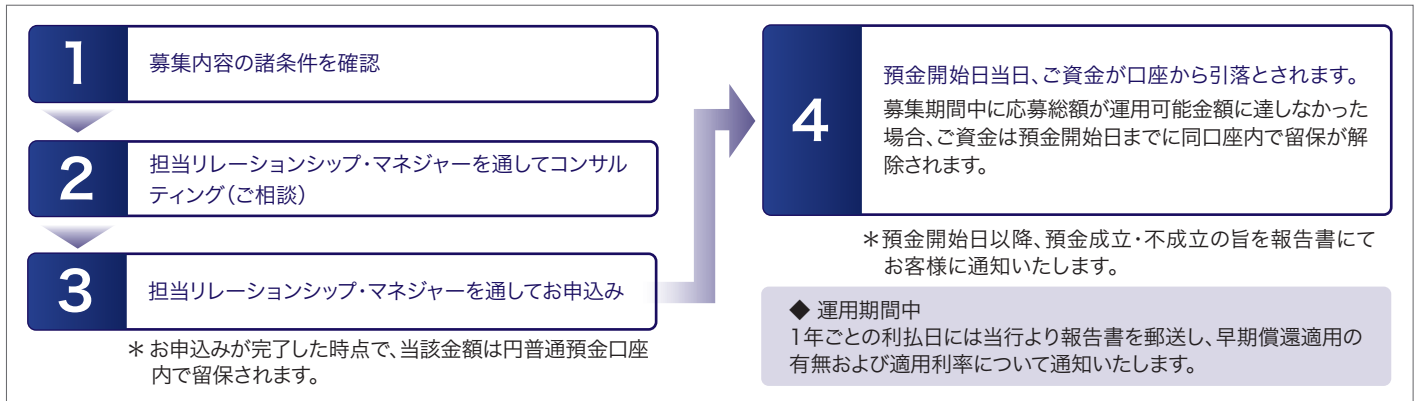 1
募集内容の諸条件を確認
2
担当リレーションシップ・マネジャーを通してコンサル
ティング(ご相談)
3
担当リレーションシップ・マネジャーを通してお申込み
＊お申込みが完了した時点で、当該金額は円普通預金口座
内で留保されます。
4
預金開始日当日、ご資金が口座から引落とされます。
募集期間中に応募総額が運用可能金額に達しなかった
場合、ご資金は預金開始日までに同口座内で留保が解
除されます。
＊預金開始日以降、預金成立・不成立の旨を報告書にて
お客様に通知いたします。
◆ 運用期間中
1年ごとの利払日には当行より報告書を郵送し、早期償還適用の
有無および適用利率について通知いたします。